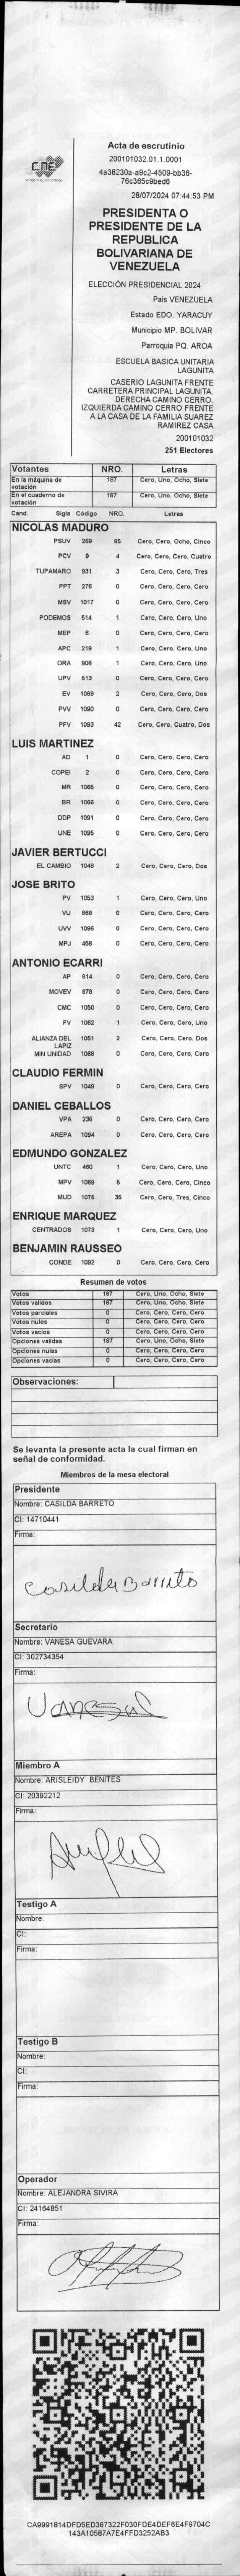 CNE
Acta de escrutinio
200101032.01.1.0001
4a38230a-a9c2-4509-bb36-
76c365c9bed6
28/07/2024 07:44:53 PM
PRESIDENTA O
PRESIDENTE DE LA
REPUBLICA
BOLIVARIANA DE
VENEZUELA
ELECCIÓN PRESIDENCIAL 2024
Pais VENEZUELA
Estado EDO. YARACUY
Municipio MP. BOLIVAR
Parroquia PQ. AROA
ESCUELA BASICA UNITARIA
LAGUNITA
CASERIO LAGUNITA FRENTE
CARRETERA PRINCIPAL LAGUNITA.
DERECHA CAMINO CERRO.
IZQUIERDA CAMINO CERRO FRENTE
A LA CASA DE LA FAMILIA SUAREZ
RAMIREZ CASA
200101032
251 Electores
Votantes NRO. Letras
En la máquina de votación 187 Cero, Uno, Ocho, Siete
En el cuaderno de votación 187 Cero, Uno, Ocho, Siete
Cand. Sigla Código NRO. Letras
NICOLAS MADURO
PSUV 269 85 Cero, Cero, Ocho, Cinco
PCV 9 4 Cero, Cero, Cero, Cuatro
TUPAMARO 931 3 Cero, Cero, Cero, Tres
PPT 276 0 Cero, Cero, Cero, Cero
MSV 1017 0 Cero, Cero, Cero, Cero
PODEMOS 514 1 Cero, Cero, Cero, Uno
MEP 6 0 Cero, Cero, Cero, Cero
APC 219 1 Cero, Cero, Cero, Uno
ORA 906 1 Cero, Cero, Cero, Uno
UPV 513 0 Cero, Cero, Cero, Cero
EV 1089 2 Cero, Cero, Cero, Dos
PVV 1090 0 Cero, Cero, Cero, Cero
PFV 1093 42 Cero, Cero, Cuatro, Dos
LUIS MARTINEZ
AD 1 0 Cero, Cero, Cero, Cero
COPEI 2 0 Cero, Cero, Cero, Cero
MR 1065 0 Cero, Cero, Cero, Cero
BR 1066 0 Cero, Cero, Cero, Cero
DDP 1091 0 Cero, Cero, Cero, Cero
UNE 1095 0 Cero, Cero, Cero, Cero
JAVIER BERTUCCI
EL CAMBIO 1048 2 Cero, Cero, Cero, Dos
JOSE BRITO
PV 1053 1 Cero, Cero, Cero, Uno
VU 868 0 Cero, Cero, Cero, Cero
UVV 1096 0 Cero, Cero, Cero, Cero
MPJ 458 0 Cero, Cero, Cero, Cero
ANTONIO ECARRI
AP 814 0 Cero, Cero, Cero, Cero
MOVEV 878 0 Cero, Cero, Cero, Cero
CMC 1050 0 Cero, Cero, Cero, Cero
FV 1062 1 Cero, Cero, Cero, Uno
ALIANZA DEL LAPIZ 1051 2 Cero, Cero, Cero, Dos
MIN UNIDAD 1068 0 Cero, Cero, Cero, Cero
CLAUDIO FERMIN
SPV 1049 0 Cero, Cero, Cero, Cero
DANIEL CEBALLOS
VPA 236 0 Cero, Cero, Cero, Cero
AREPA 1094 0 Cero, Cero, Cero, Cero
EDMUNDO GONZALEZ
UNTC 460 1 Cero, Cero, Cero, Uno
MPV 1069 5 Cero, Cero, Cero, Cinco
MUD 1075 35 Cero, Cero, Tres, Cinco
ENRIQUE MARQUEZ
CENTRADOS 1073 1 Cero, Cero, Cero, Uno
BENJAMIN RAUSSEO
CONDE 1092 0 Cero, Cero, Cero, Cero
Resumen de votos
Votos 187 Cero, Uno, Ocho, Siete
Votos validos 187 Cero, Uno, Ocho, Siete
Votos parciales 0 Cero, Cero, Cero, Cero
Votos nulos 0 Cero, Cero, Cero, Cero
Votos vacios 0 Cero, Cero, Cero, Cero
Opciones validas 187 Cero, Uno, Ocho, Siete
Opciones nulas 0 Cero, Cero, Cero, Cero
Opciones vacias 0 Cero, Cero, Cero, Cero
Observaciones:
Se levanta la presente acta la cual firman en
señal de conformidad.
Miembros de la mesa electoral
Presidente
Nombre: CASILDA BARRETO
CI: 14710441
Firma:
Casilda Barreto
Secretario
Nombre: VANESA GUEVARA
CI: 302734354
Firma:
Miembro A
Nombre: ARISLEIDY BENITES
CI: 20392212
Firma:
Testigo A
Nombre:
CI:
Firma:
Testigo B
Nombre:
CI:
Firma:
Operador
Nombre: ALEJANDRA SIVIRA
CI: 24164851
Firma:
CA9991814DFD5ED367322F030FDE4DEF6E4F9704C
143A10587A7E4FFD3252AB3